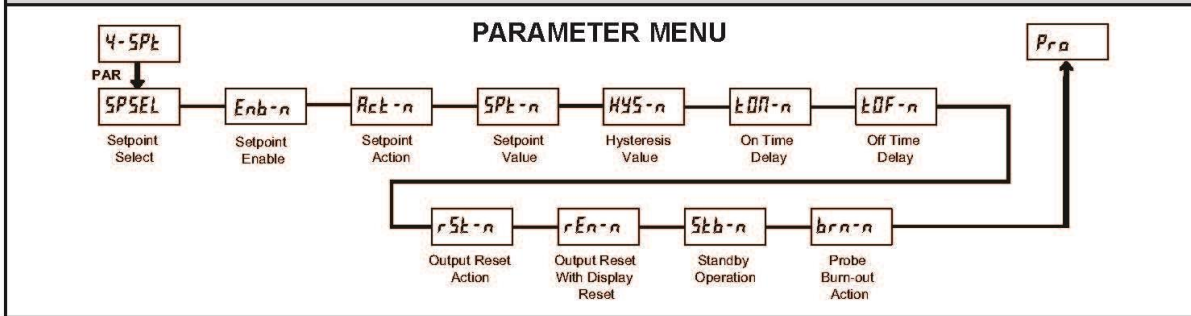 PARAMETER MENU
4-SPt
Pro
PAR
SPSEL
Enb-n
Act-n
SPt-n
HYS-n
tON-n
tOF-n
Setpoint
Select
Setpoint
Enable
Setpoint
Action
Setpoint
Value
Hysteresis
Value
On Time
Delay
Off Time
Delay
rSt-n
rEn-n
Stb-n
brn-n
Output Reset
Action
Output Reset
With Display
Reset
Standby
Operation
Probe
Burn-out
Action